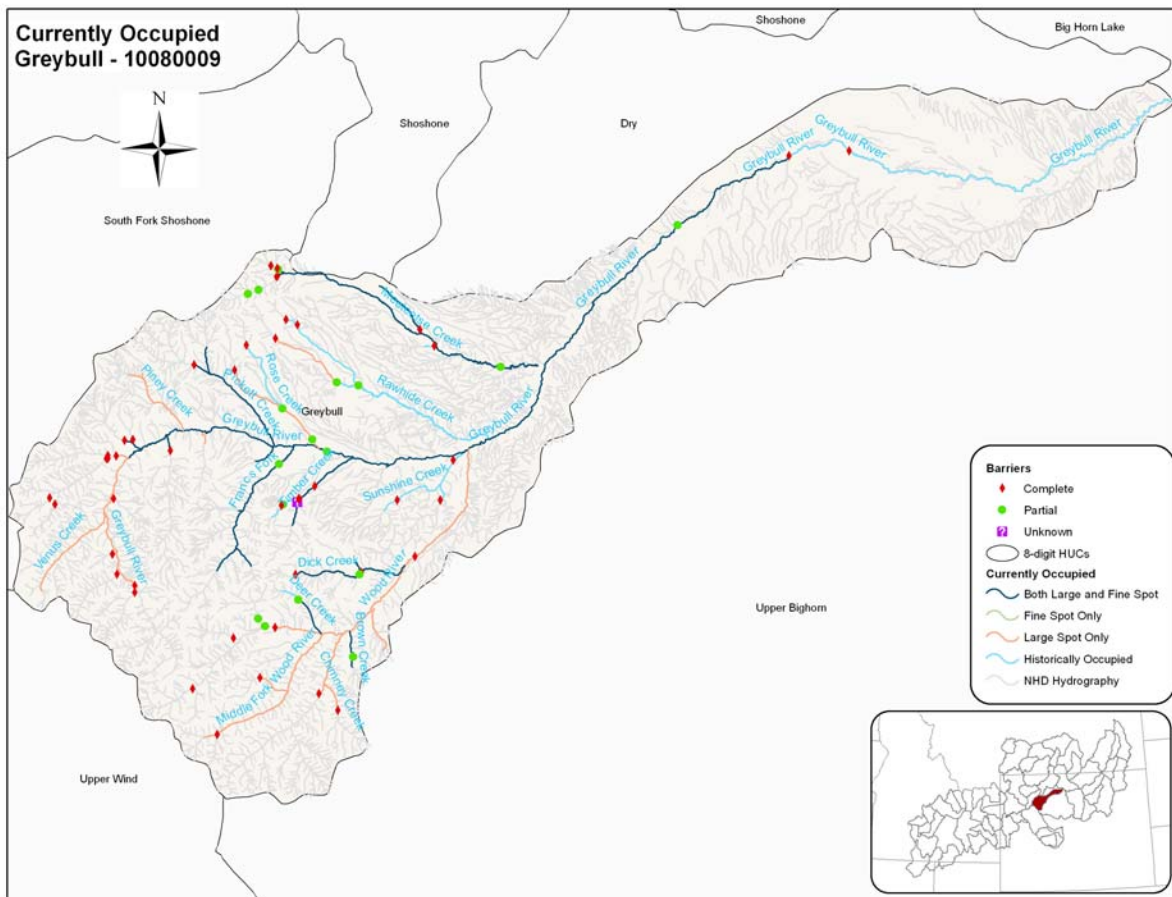 Currently Occupied
Greybull - 10080009
N
Shoshone
Big Horn Lake
Shoshone
Dry
South Fork Shoshone
Greybull River
Greybull River
Greybull River
Greybull River
Meeteetse Creek
Rawhide Creek
Greybull River
Rose Creek
Pickett Creek
Piney Creek
Greybull
Greybull River
Francs Fork
Timber Creek
Sunshine Creek
Venus Creek
Greybull River
Dick Creek
Wood River
Deer Creek
Brown Creek
Middle Fork Wood River
Chimney Creek
Upper Bighorn
Upper Wind
Barriers
Complete
Partial
?
Unknown
8-digit HUCs
Currently Occupied
Both Large and Fine Spot
Fine Spot Only
Large Spot Only
Historically Occupied
NHD Hydrography